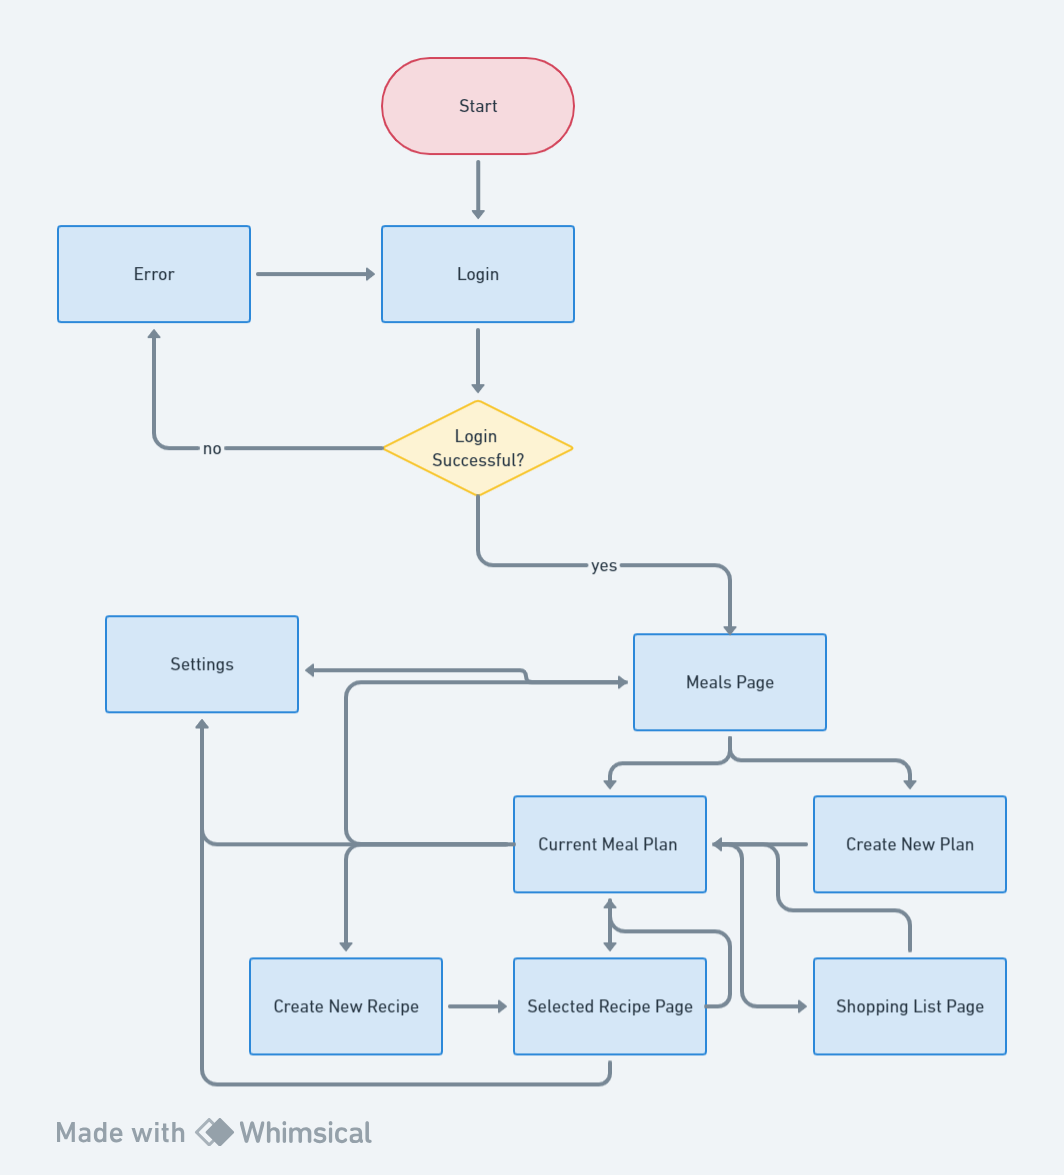 Start
Error
Login
Login
Successful?
no
yes
Settings
Meals Page
Current Meal Plan
Create New Plan
Create New Recipe
Selected Recipe Page
Shopping List Page
Made with Whimsical